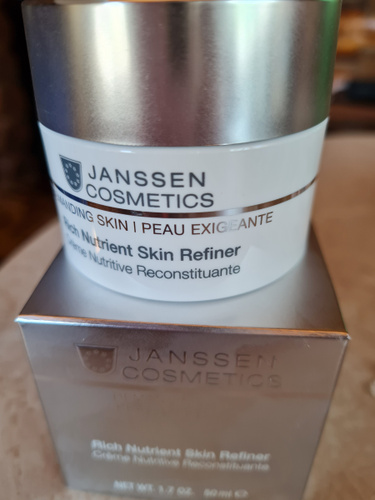 JANSSEN
COSMETICS
ANDING SKIN | PEAU EXIGEANTE
Rich Nutrient Skin Refiner
Crème Nutritive Reconstituante
JANSSEN
COSMETICS
Rich Nutrient Skin Refiner
Crème Nutritive Reconstituante
NET WT. 1.7 OZ. 50 ml ℮